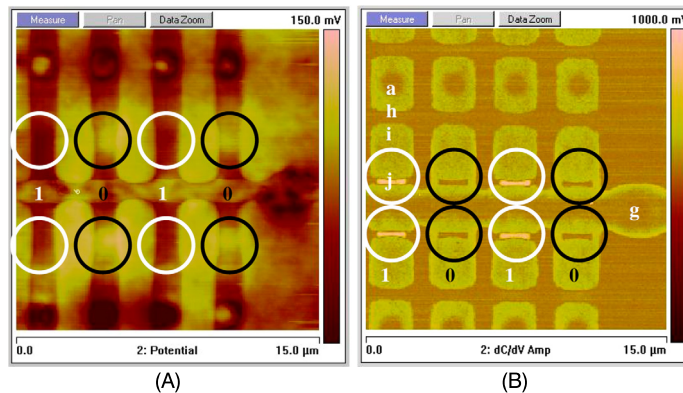 Measure Pan Data Zoom 150.0 mV
1 0 1 0
0.0 2: Potential 15.0 µm
(A)
Measure Pan Data Zoom 1000.0 mV
a
h
i
j
g
1 0 1 0
0.0 2: dC/dV Amp 15.0 µm
(B)